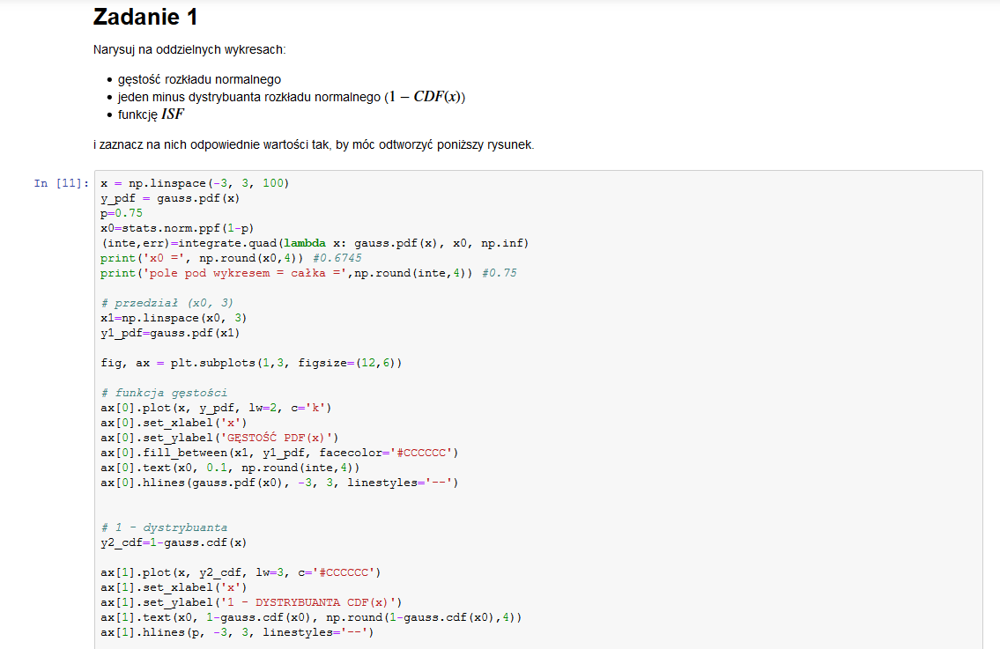 Zadanie 1
Narysuj na oddzielnych wykresach:
• gęstość rozkładu normalnego
• jeden minus dystrybuanta rozkładu normalnego (1 − CDF(x))
• funkcję ISF
i zaznacz na nich odpowiednie wartości tak, by móc odtworzyć poniższy rysunek.
In [11]: x = np.linspace(-3, 3, 100)
y_pdf = gauss.pdf(x)
p=0.75
x0=stats.norm.ppf(1-p)
(inte,err)=integrate.quad(lambda x: gauss.pdf(x), x0, np.inf)
print('x0 =', np.round(x0,4)) #0.6745
print('pole pod wykresem = całka =',np.round(inte,4)) #0.75
# przedział (x0, 3)
x1=np.linspace(x0, 3)
y1_pdf=gauss.pdf(x1)
fig, ax = plt.subplots(1,3, figsize=(12,6))
# funkcja gęstości
ax[0].plot(x, y_pdf, lw=2, c='k')
ax[0].set_xlabel('x')
ax[0].set_ylabel('GĘSTOŚĆ PDF(x)')
ax[0].fill_between(x1, y1_pdf, facecolor='#CCCCCC')
ax[0].text(x0, 0.1, np.round(inte,4))
ax[0].hlines(gauss.pdf(x0), -3, 3, linestyles='--')
# 1 - dystrybuanta
y2_cdf=1-gauss.cdf(x)
ax[1].plot(x, y2_cdf, lw=3, c='#CCCCCC')
ax[1].set_xlabel('x')
ax[1].set_ylabel('1 - DYSTRYBUANTA CDF(x)')
ax[1].text(x0, 1-gauss.cdf(x0), np.round(1-gauss.cdf(x0),4))
ax[1].hlines(p, -3, 3, linestyles='--')